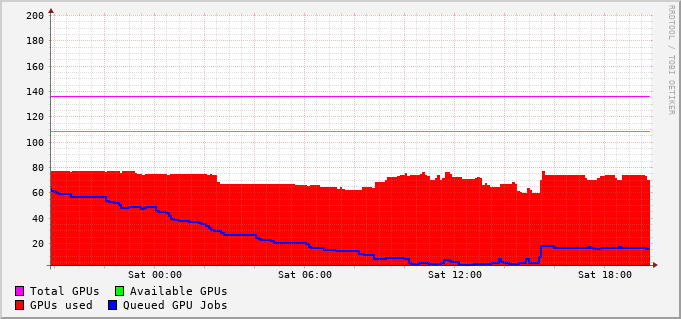 200
180
160
140
120
100
80
60
40
20
Sat 00:00 Sat 06:00 Sat 12:00 Sat 18:00
Total GPUs Available GPUs
GPUs used Queued GPU Jobs
RRDTOOL / TOBI OETIKER